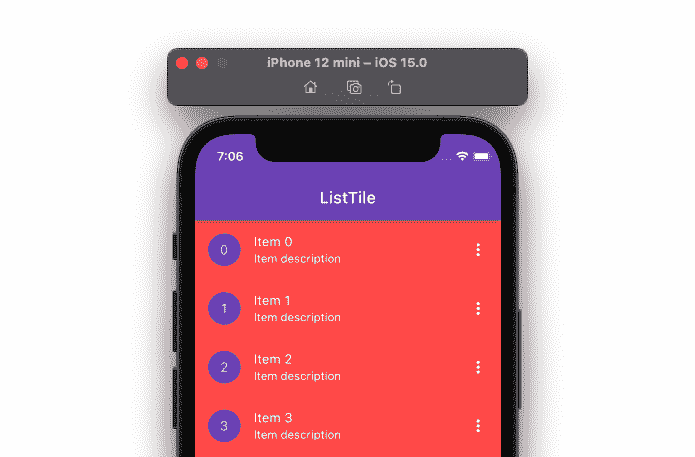 iPhone 12 mini – iOS 15.0
7:06
ListTile
0
Item 0
Item description
1
Item 1
Item description
2
Item 2
Item description
3
Item 3
Item description